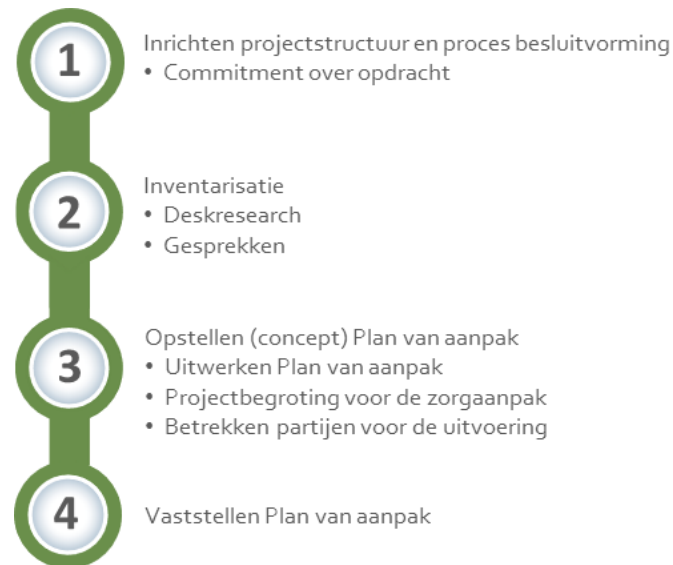 1
Inrichten projectstructuur en proces besluitvorming
• Commitment over opdracht
2
Inventarisatie
• Deskresearch
• Gesprekken
3
Opstellen (concept) Plan van aanpak
• Uitwerken Plan van aanpak
• Projectbegroting voor de zorgaanpak
• Betrekken partijen voor de uitvoering
4
Vaststellen Plan van aanpak